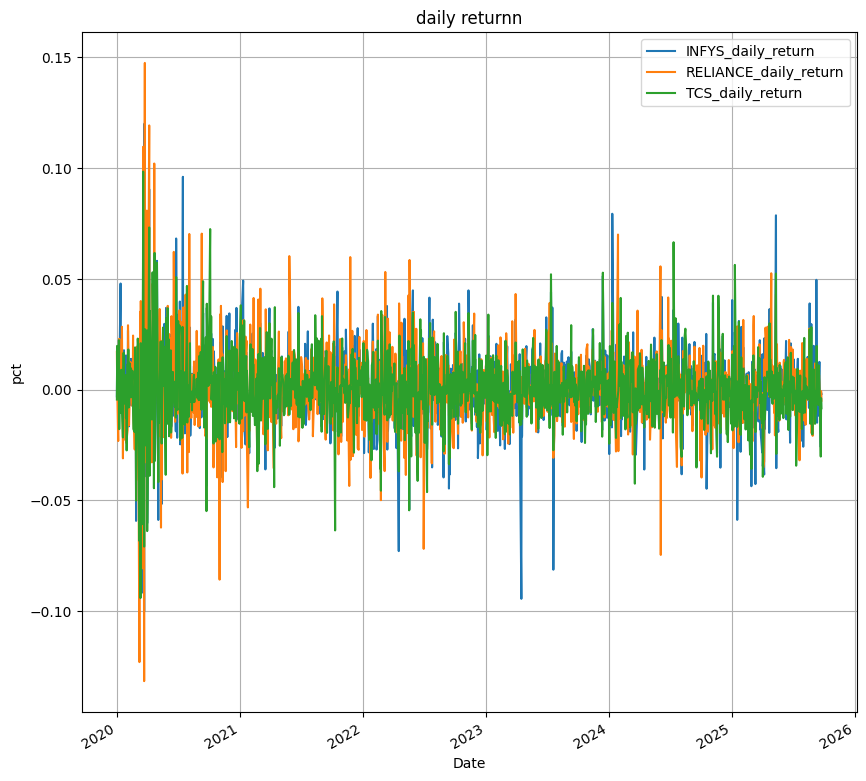 daily returnn
INFYS_daily_return
RELIANCE_daily_return
TCS_daily_return
0.15
0.10
0.05
0.00
−0.05
−0.10
pct
2020
2021
2022
2023
2024
2025
2026
Date